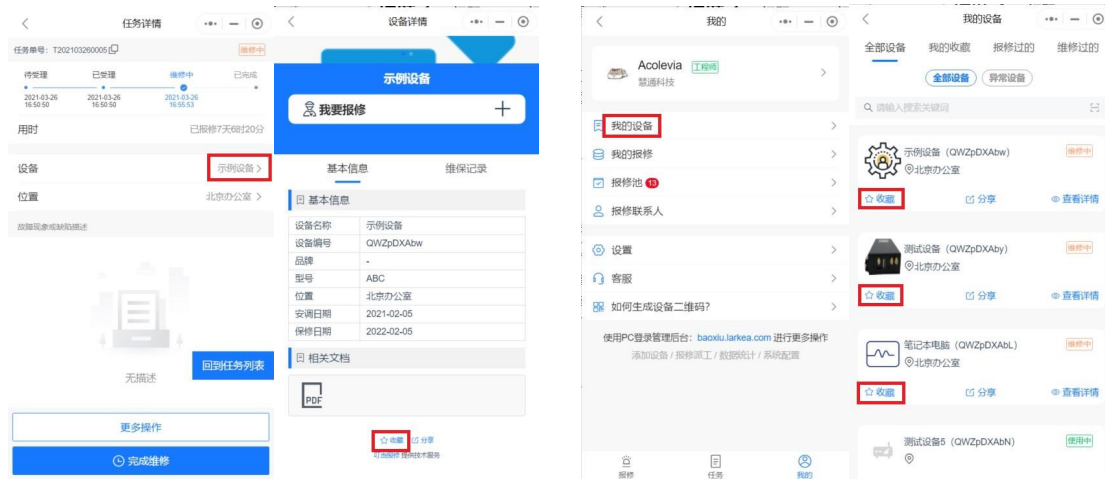 任务详情
任务单号：T202103260005
维修中
待受理
已受理
维修中
已完成
2021-03-26
16:50:50
2021-03-26
16:50:50
2021-03-26
16:55:53
用时
已报修7天6时20分
设备
示例设备
位置
北京办公室
故障现象或缺陷描述
无描述
回到任务列表
更多操作
完成维修
设备详情
示例设备
我要报修
基本信息
维保记录
基本信息
设备名称
示例设备
设备编号
QWZpDXAbw
品牌
-
型号
ABC
位置
北京办公室
安调日期
2021-02-05
保修日期
2022-02-05
相关文档
PDF
收藏
分享
叮当报修 提供技术服务
我的
Acolevia
工程师
慧通科技
我的设备
我的报修
报修池
13
报修联系人
设置
客服
如何生成设备二维码?
使用PC登录管理后台：baoxiu.larkea.com 进行更多操作
添加设备 / 报修派工 / 数据统计 / 系统配置
报修
任务
我的
我的设备
全部设备
我的收藏
报修过的
维修过的
全部设备
异常设备
请输入搜索关键词
示例设备（QWZpDXAbw）
维修中
北京办公室
收藏
分享
查看详情
测试设备（QWZpDXAby）
维修中
北京办公室
收藏
分享
查看详情
笔记本电脑（QWZpDXAbL）
维修中
北京办公室
收藏
分享
查看详情
测试设备5（QWZpDXAbN）
使用中